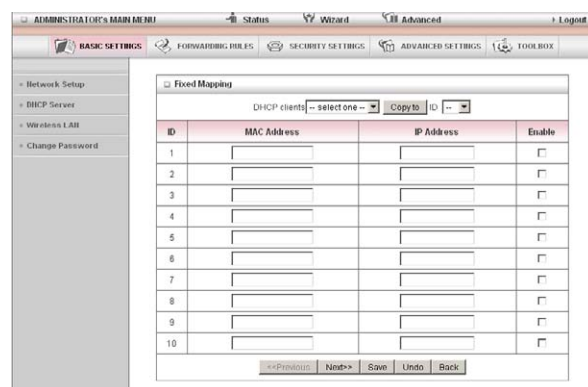 ADMINISTRATOR's MAIN MENU Status Wizard Advanced Logout
BASIC SETTINGS FORWARDING RULES SECURITY SETTINGS ADVANCED SETTINGS TOOLBOX
Network Setup
DHCP Server
Wireless LAN
Change Password
Fixed Mapping
DHCP clients -- select one -- Copy to ID --
ID MAC Address IP Address Enable
1
2
3
4
5
6
7
8
9
10
<<Previous Next>> Save Undo Back